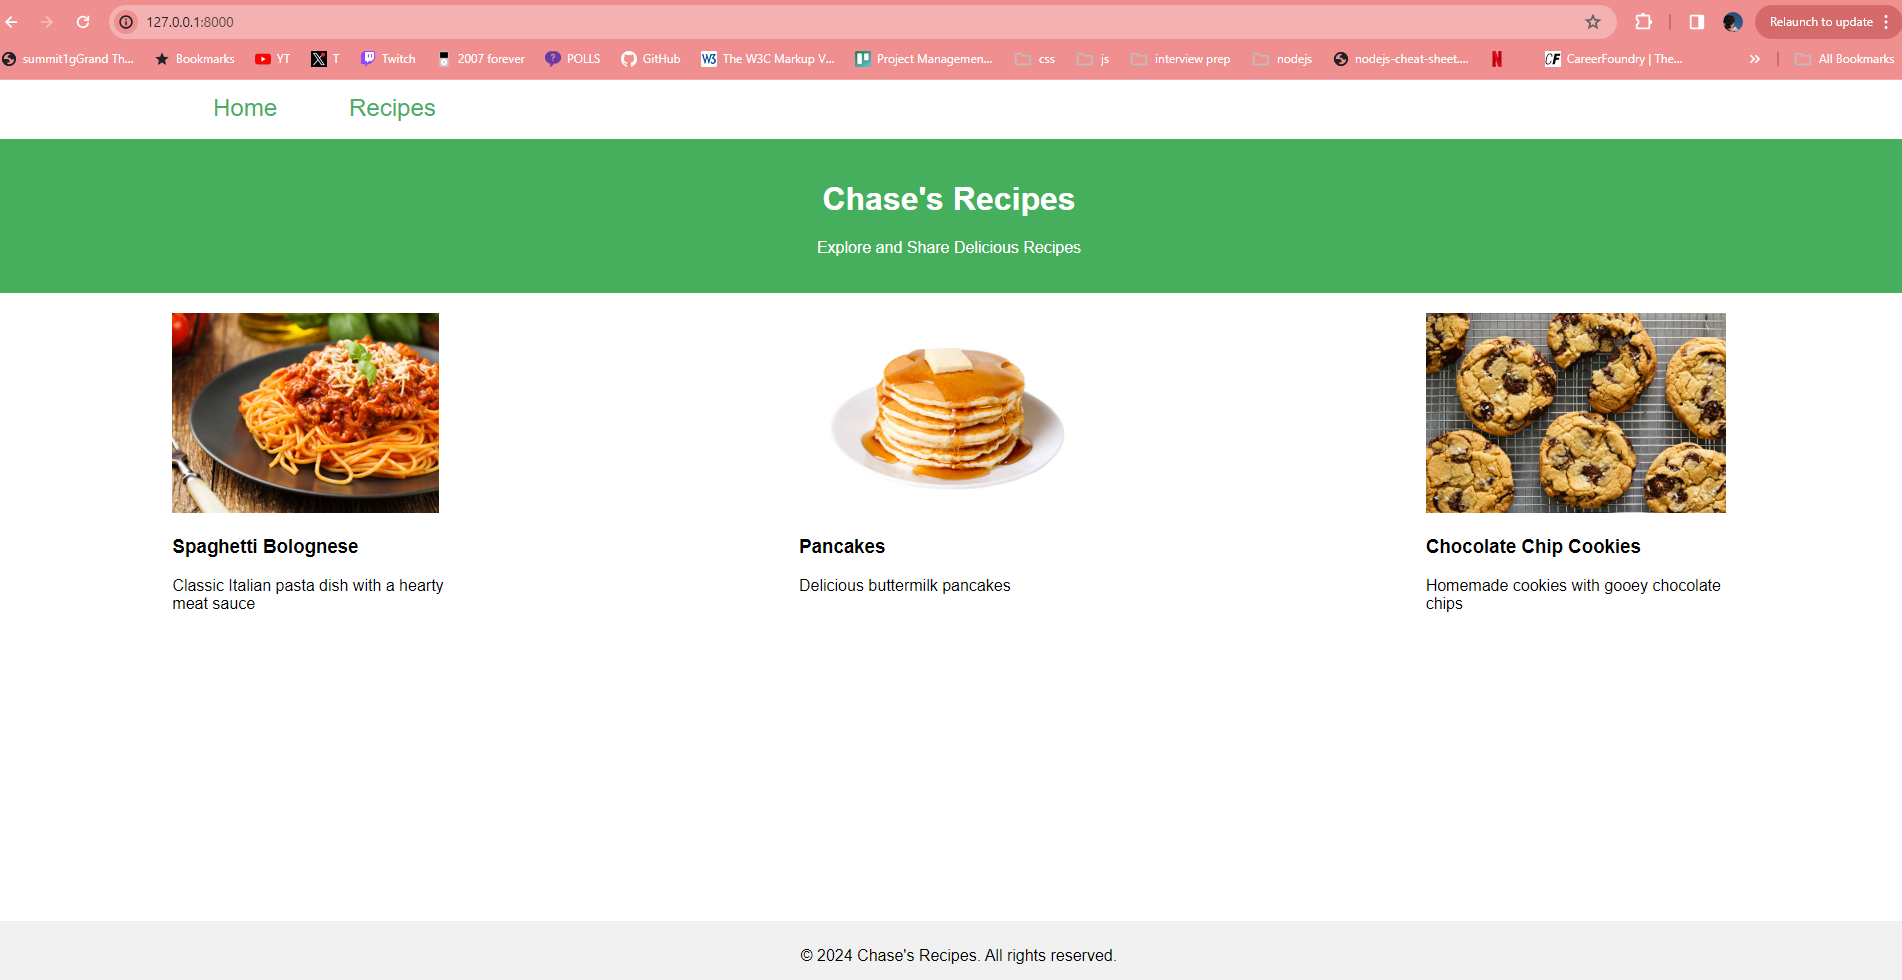 127.0.0.1:8000
Relaunch to update
summit1gGrand Th...
Bookmarks
YT
T
Twitch
2007 forever
POLLS
GitHub
W3 The W3C Markup V...
Project Managemen...
css
js
interview prep
nodejs
nodejs-cheat-sheet....
N
CF CareerFoundry | The...
All Bookmarks
Home
Recipes
Chase's Recipes
Explore and Share Delicious Recipes
Spaghetti Bolognese
Classic Italian pasta dish with a hearty
meat sauce
Pancakes
Delicious buttermilk pancakes
Chocolate Chip Cookies
Homemade cookies with gooey chocolate
chips
© 2024 Chase's Recipes. All rights reserved.